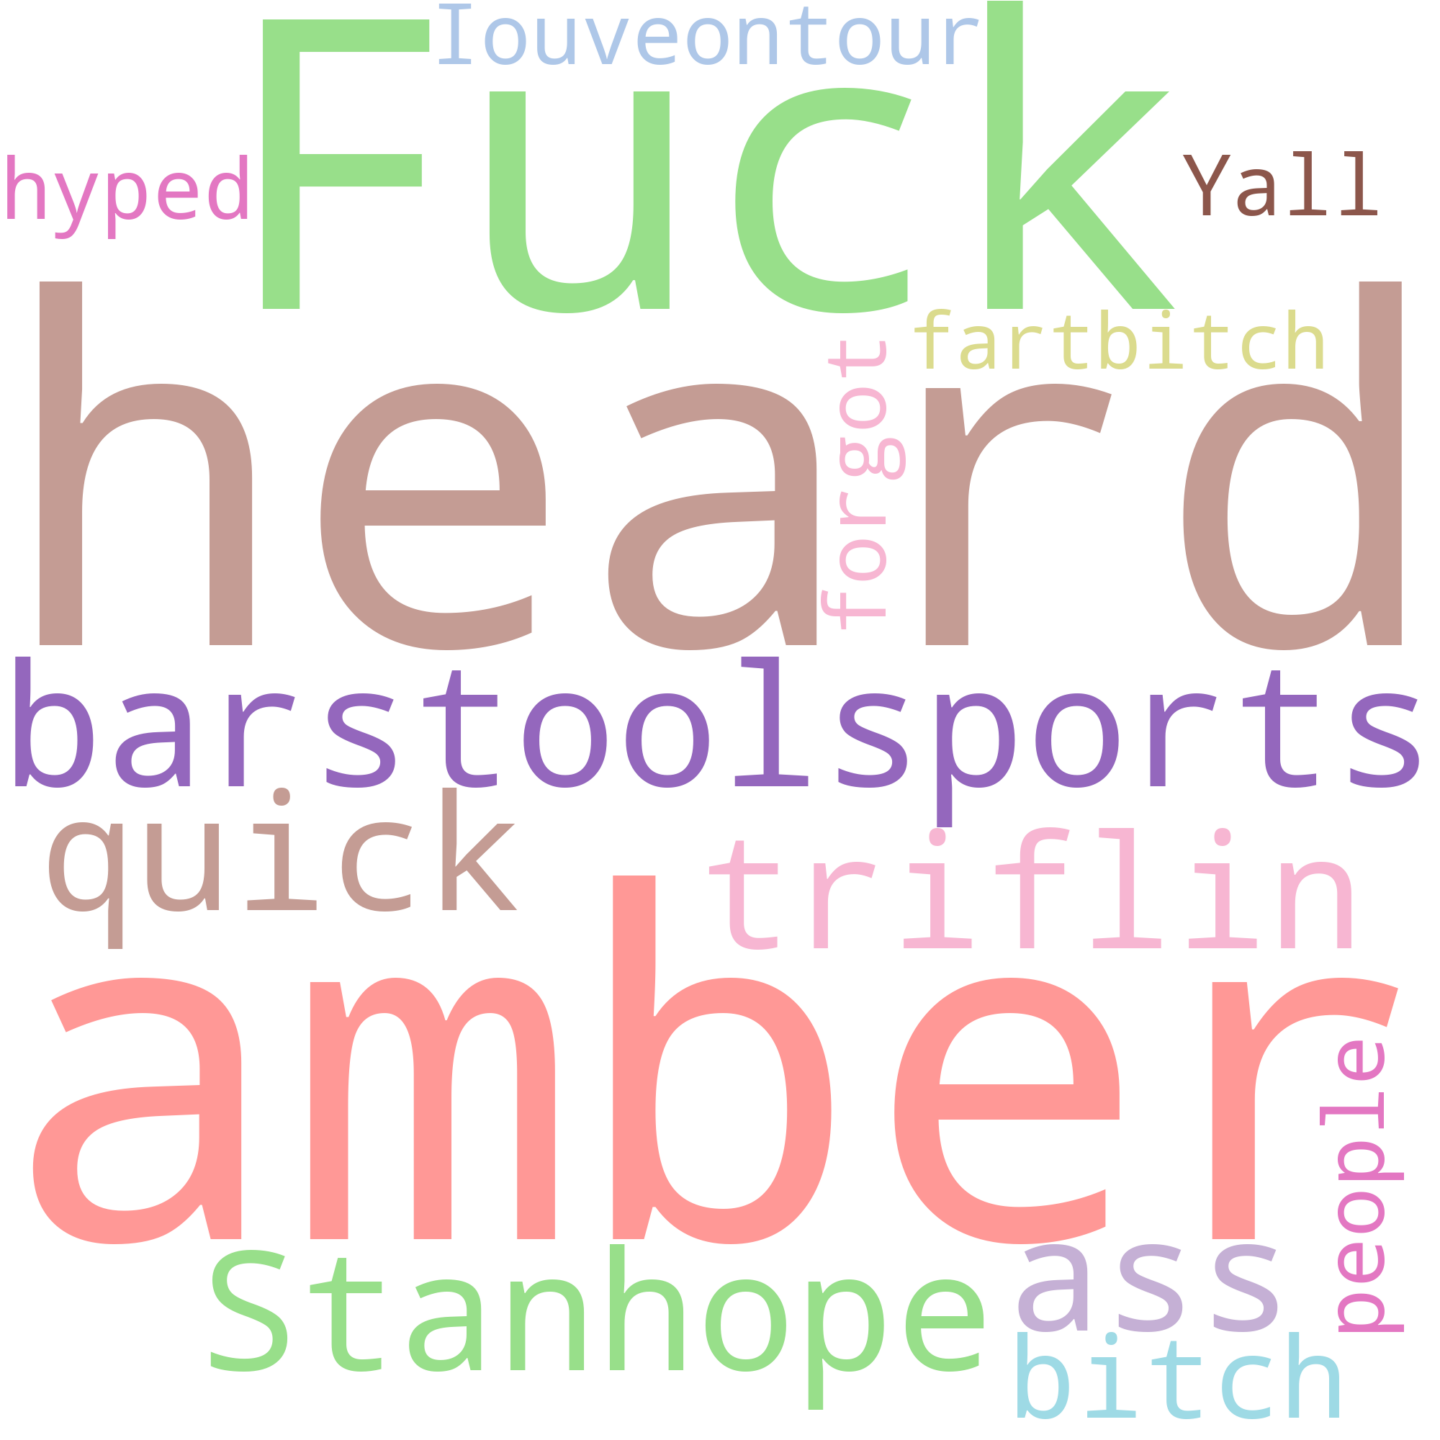 Iouveontour
Fuck
hyped
Yall
heard
fartbitch
forgot
barstoolsports
quick
triflin
amber
people
Stanhope
ass
bitch